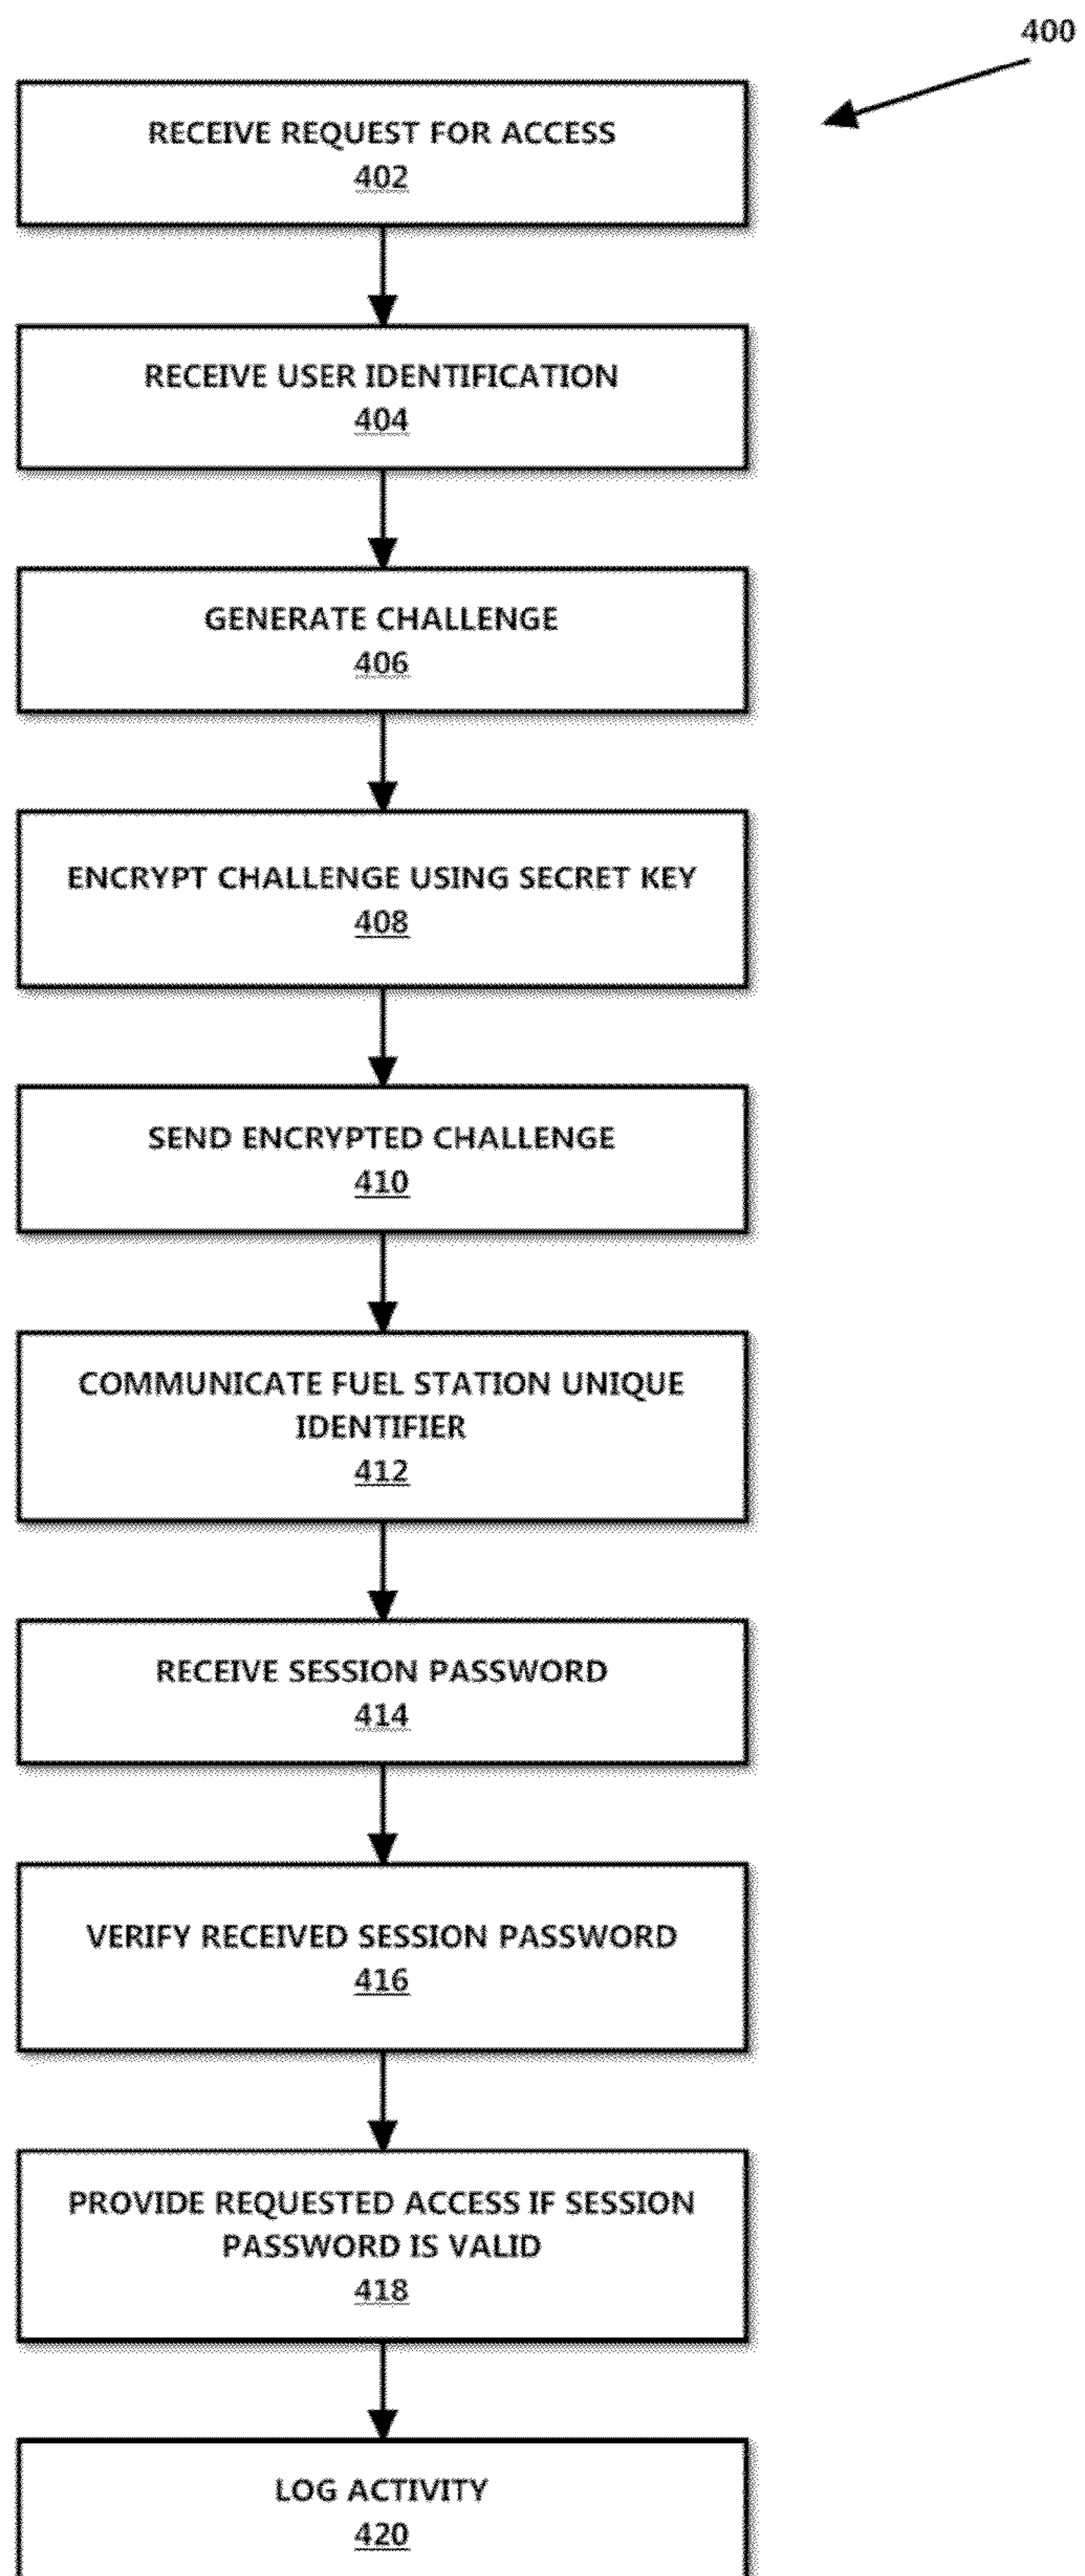 400
RECEIVE REQUEST FOR ACCESS
402
RECEIVE USER IDENTIFICATION
404
GENERATE CHALLENGE
406
ENCRYPT CHALLENGE USING SECRET KEY
408
SEND ENCRYPTED CHALLENGE
410
COMMUNICATE FUEL STATION UNIQUE
IDENTIFIER
412
RECEIVE SESSION PASSWORD
414
VERIFY RECEIVED SESSION PASSWORD
416
PROVIDE REQUESTED ACCESS IF SESSION
PASSWORD IS VALID
418
LOG ACTIVITY
420